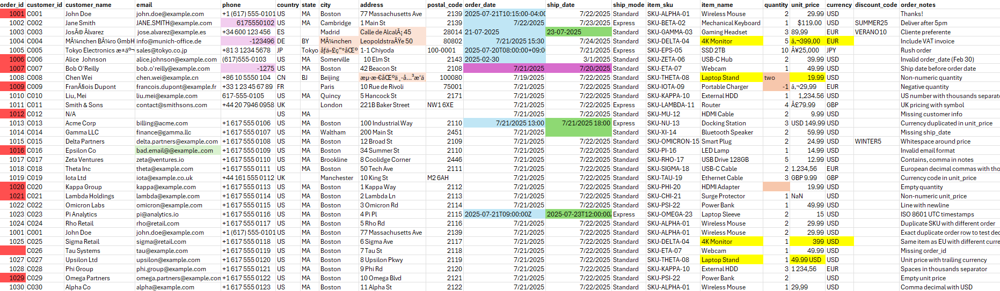 order_id customer_id customer_name email phone country state city address postal_code order_date ship_date ship_mode item_sku item_name quantity unit_price currency discount_code order_notes
1001 C001 John Doe john.doe@example.com +1 (617) 555-0101 US MA Boston 77 Massachusetts Ave 2139 2025-07-21T10:15:00-04:00 7/22/2025 Standard SKU-ALPHA-01 Wireless Mouse 2 29.99 USD Thanks!
1002 C002 Jane Smith JANE.SMITH@example.com 6175550102 US MA Cambridge 1 Main St 2139 7/22/2025 7/23/2025 Express SKU-BETA-02 Mechanical Keyboard 1 $119.00 USD SUMMER25 Deliver after 5pm
1003 C003 JosÃ© Álvarez jose.alvarez@example.es +34 600 123 456 ES Madrid Calle de AlcalÃ¡ 45 28014 21-07-2025 23-07-2025 Standard SKU-GAMMA-03 Gaming Headset 3 89,99 EUR VERANO10 Cliente preferente
1004 C004 MÃ¼nchen BÃ¼ro GmbH info@munich-office.de -123496 DE BY MÃ¼nchen LeopoldstraÃŸe 50 80802 7/21/2025 15:30 7/24/2025 Standard SKU-DELTA-04 4K Monitor 5 â‚¬399,00 EUR Include VAT invoice
1005 C005 Tokyo Electronics sales@tokyo.co.jp +81 3 1234 5678 JP Tokyo 1-1 Chiyoda 100-0001 2025-07-20T08:00:00+09:0 7/21/2025 Express SKU-EPS-05 SSD 2TB 10 Â¥25,000 JPY Rush order
1006 C006 Alice  Johnson alice.johnson@example.com (617)555-0103 US MA Somerville 10 Elm St 2143 2025-02-30 3/1/2025 Standard SKU-ZETA-06 USB-C Hub 2 39.99 USD Invalid order_date (Feb 30)
1007 C007 Bob O'Reilly bob.o'reilly@example.com -1275 US MA Boston 42 Beacon St 2108 7/21/2025 7/20/2025 Standard SKU-ETA-07 Webcam 1 49.99 USD Ship date before order date
1008 C008 Chen Wei chen.wei@example.cn +86 10 5550 104 CN BJ Beijing 100080 7/19/2025 7/22/2025 Standard SKU-THETA-08 Laptop Stand two 19.99 USD Non-numeric quantity
1009 C009 FranÃ§ois Dupont francois.dupont@example.fr +33 1 23 45 67 89 FR Paris 10 Rue de Rivoli 75001 7/21/2025 7/22/2025 Standard SKU-IOTA-09 Portable Charger -1 â‚¬29,99 EUR Negative quantity
1010 C010 Liu, Mei liu.mei@example.com 617-555-0105 US MA Quincy 5 Hancock St 2171 7/21/2025 7/22/2025 Standard SKU-KAPPA-10 External HDD 1 1,234.56 USD US number with thousands separat
1011 C011 Smith & Sons contact@smithsons.com +44 20 7946 0958 UK London 221B Baker Street NW1 6XE 7/21/2025 7/22/2025 Express SKU-LAMBDA-11 Router 4 Â£79.99 GBP UK pricing with symbol
1012 C012 N/A US MA 7/21/2025 7/22/2025 Standard SKU-MU-12 HDMI Cable 2 9.99 USD Missing customer info
1013 C013 Acme Corp billing@acme.com +1 617 555 0106 US MA Boston 100 Industrial Way 2110 7/21/2025 13:00 7/21/2025 18:00 Express SKU-NU-13 Docking Station 3 USD 149.99 USD Currency duplicated in unit_price
1014 C014 Gamma LLC finance@gamma.llc +1 617 555 0107 US MA Waltham 200 Main St 2451 7/21/2025 Standard SKU-XI-14 Bluetooth Speaker 2 59.99 USD Missing ship_date
1015 C015 Delta Partners delta.partners@example.com +1 617 555 0108 US MA Boston 12 Broad St 2109 7/21/2025 7/22/2025 Standard SKU-OMICRON-15 Smart Plug 2 24.99 USD WINTER5 Whitespace around price
1016 C016 Epsilon Co bad.email@@example..com +1 617 555 0109 US MA Boston 34 Summer St 2110 7/21/2025 7/22/2025 Standard SKU-PI-16 LED Lamp 1 14.99 USD Invalid email format
1017 C017 Zeta Ventures zeta@ventures.io +1 617 555 0110 US MA Brookline 8 Coolidge Corner 2446 7/21/2025 7/22/2025 Standard SKU-RHO-17 USB Drive 128GB 5 12.99 USD Contains, comma in notes
1018 C018 Theta Inc theta@example.com +1 617 555 0111 US MA Boston 50 Tech Ave 2111 7/21/2025 7/22/2025 Standard SKU-SIGMA-18 USB-C Cable 2 1.234,56 EUR European decimal commas with tho
1019 C019 Iota Ltd iota@example.co.uk +44 161 555 0112 UK Manchester 10 King St M2 6AH 7/21/2025 7/22/2025 Standard SKU-TAU-19 Ethernet Cable 3 GBP 9.99 GBP Currency code in unit_price
1020 C020 Kappa Group kappa@example.com +1 617 555 0113 US MA Boston 1 Kappa Way 2112 7/21/2025 7/22/2025 Standard SKU-PHI-20 HDMI Adapter 19.99 USD Empty quantity
1021 C021 Lambda Holdings lambda@example.com +1 617 555 0114 US MA Boston 2 Lambda Ln 2113 7/21/2025 7/22/2025 Standard SKU-CHI-21 Surge Protector 1 NaN USD Non-numeric unit_price
1022 C022 Omicron Labs omicron@example.com +1 617 555 0115 US MA Boston 3 Omicron Rd 2114 7/21/2025 7/22/2025 Standard SKU-PSI-22 Power Bank 1 49.99 USD Line with newline
1023 C023 Pi Analytics pi@analytics.io +1 617 555 0116 US MA Boston 4 Pi Pl 2115 2025-07-21T09:00:00Z 2025-07-23T12:00:00Z Express SKU-OMEGA-23 Laptop Sleeve 2 15 USD ISO 8601 UTC timestamps
1024 C024 Rho Retail rho@retail.com +1 617 555 0117 US MA Boston 5 Rho Rd 2116 7/21/2025 7/22/2025 Standard SKU-ALPHA-01 Wireless Mouse 2 29.99 USD Duplicate SKU with different order
1001 C001 John Doe john.doe@example.com +1 (617) 555-0101 US MA Boston 77 Massachusetts Ave 2139 7/21/2025 7/22/2025 Standard SKU-ALPHA-01 Wireless Mouse 2 29.99 USD Exact duplicate order row to test dec
1025 C025 Sigma Retail sigma@retail.com +1 617 555 0118 US MA Boston 6 Sigma Ave 2117 7/21/2025 7/22/2025 Standard SKU-DELTA-04 4K Monitor 1 399 USD Same item as EU with different curre
C026 Tau Systems tau@example.com +1 617 555 0119 US MA Boston 7 Tau St 2118 7/21/2025 7/22/2025 Standard SKU-ETA-07 Webcam 1 49.99 USD Missing order_id
1027 C027 Upsilon Ltd upsilon@example.com +1 617 555 0120 US MA Boston 8 Upsilon Pkwy 2119 7/21/2025 7/22/2025 Standard SKU-THETA-08 Laptop Stand 1 49.99 USD Unit price with trailing currency
1028 C028 Phi Group phi.group@example.com +1 617 555 0121 US MA Boston 9 Phi Rd 2120 7/21/2025 7/22/2025 Standard SKU-KAPPA-10 External HDD 3 1 234,56 EUR Spaces in thousands separator
1029 C029 Omega Partners omega.partners@example.com +1 617 555 0122 US MA Boston 10 Omega Blvd 2121 7/21/2025 7/22/2025 Standard SKU-PSI-22 Power Bank 2 USD Empty unit price
1030 C030 Alpha Co alpha@example.com +1 617 555 0123 US MA Boston 11 Alpha St 2122 7/21/2025 7/22/2025 Standard SKU-ALPHA-01 Wireless Mouse 1 29,99 USD Comma decimal with USD